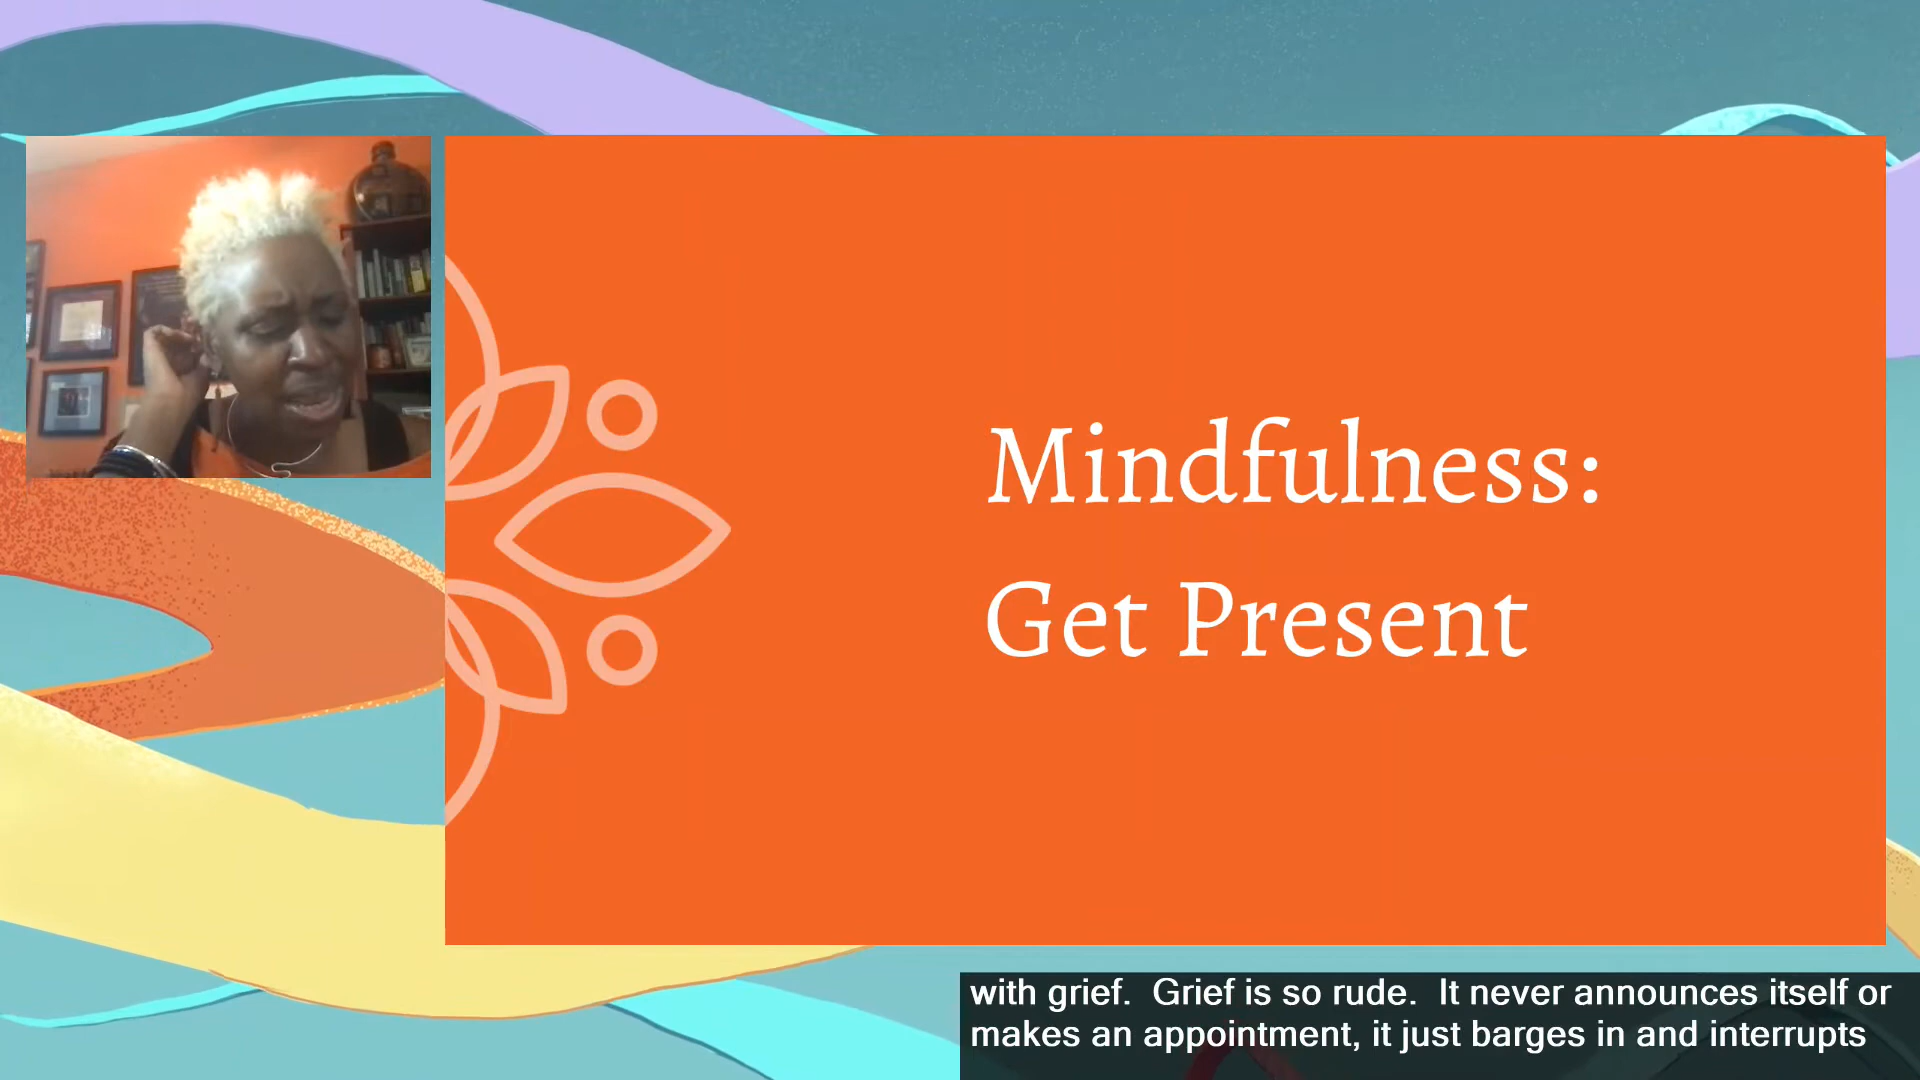 Mindfulness:
Get Present
with grief.  Grief is so rude.  It never announces itself or
makes an appointment, it just barges in and interrupts